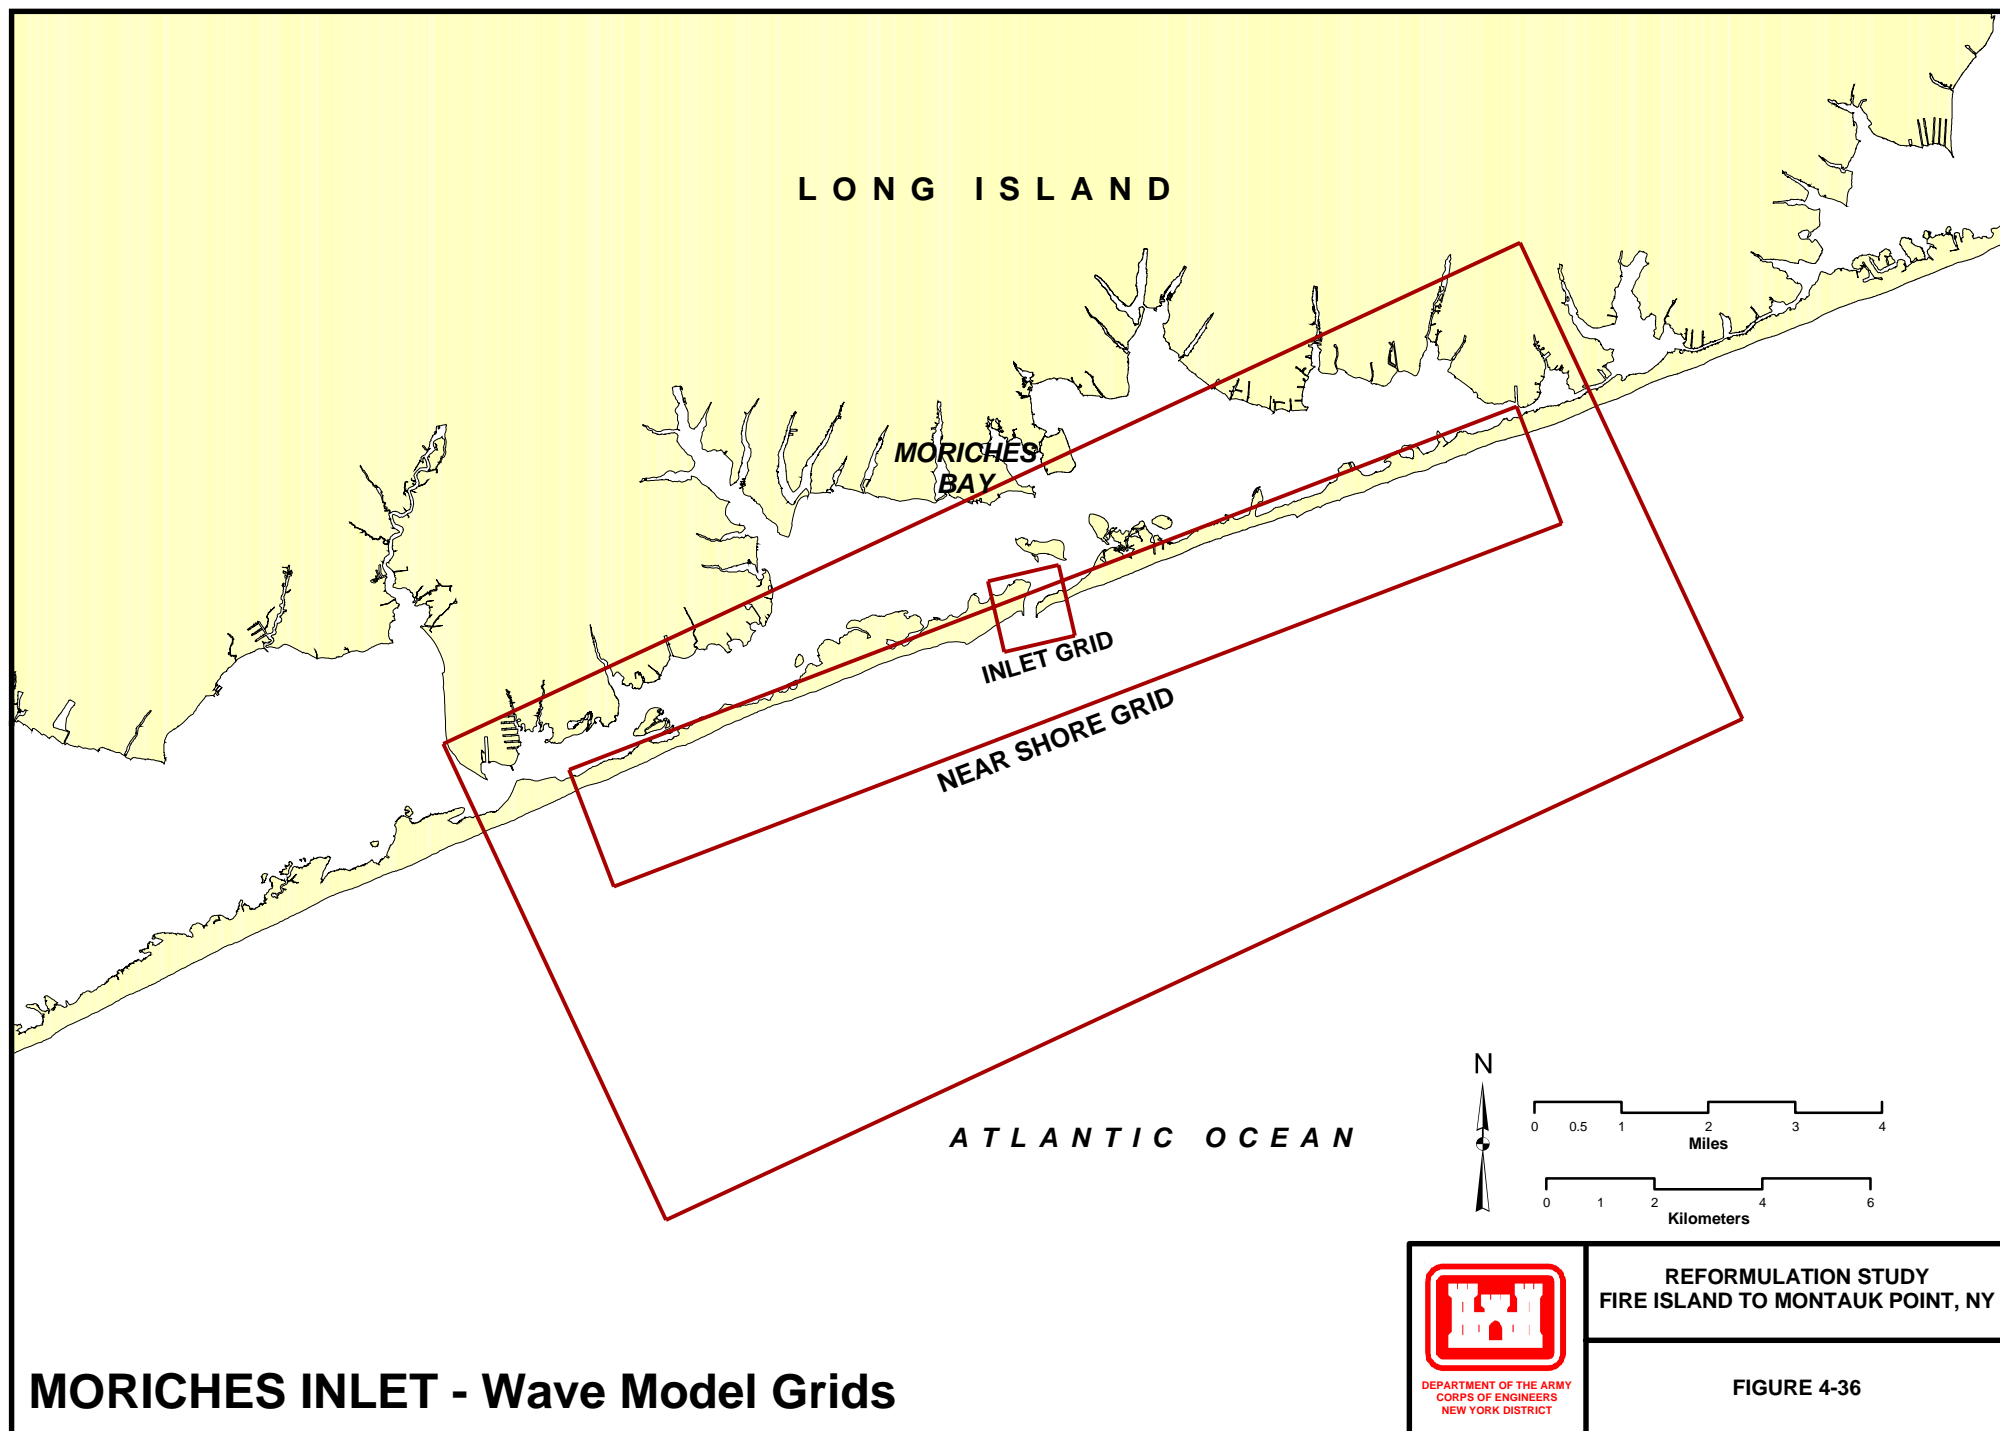 LONG ISLAND
MORICHES
BAY
INLET GRID
NEAR SHORE GRID
ATLANTIC OCEAN
N
0 0.5 1 2 3 4
Miles
0 1 2 4 6
Kilometers
REFORMULATION STUDY
FIRE ISLAND TO MONTAUK POINT, NY
DEPARTMENT OF THE ARMY
CORPS OF ENGINEERS
NEW YORK DISTRICT
FIGURE 4-36
MORICHES INLET - Wave Model Grids